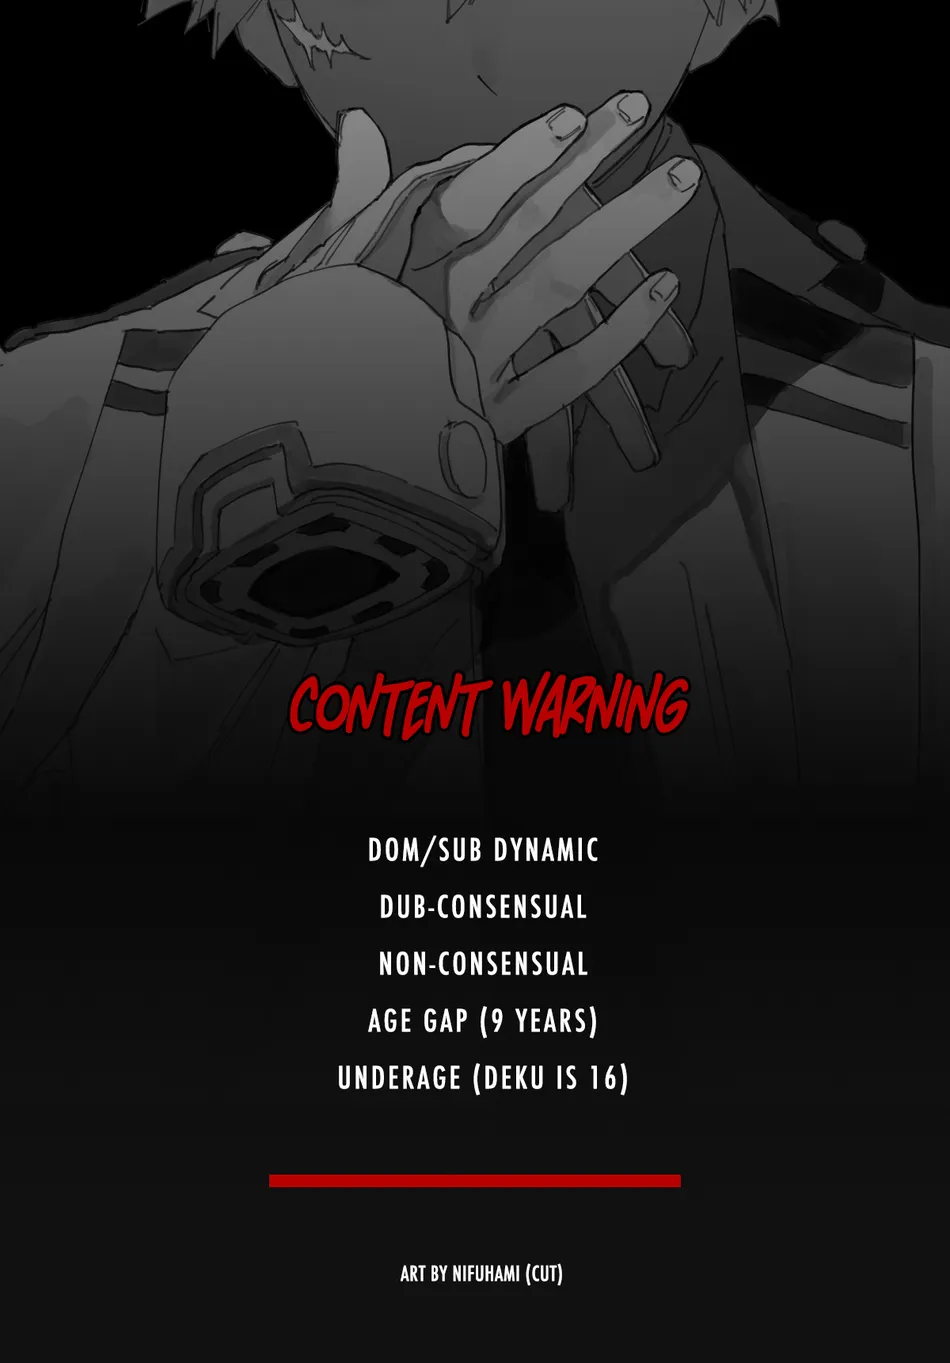 CONTENT WARNING
DOM/SUB DYNAMIC
DUB-CONSENSUAL
NON-CONSENSUAL
AGE GAP (9 YEARS)
UNDERAGE (DEKU IS 16)
ART BY NIFUHAMI (CUT)